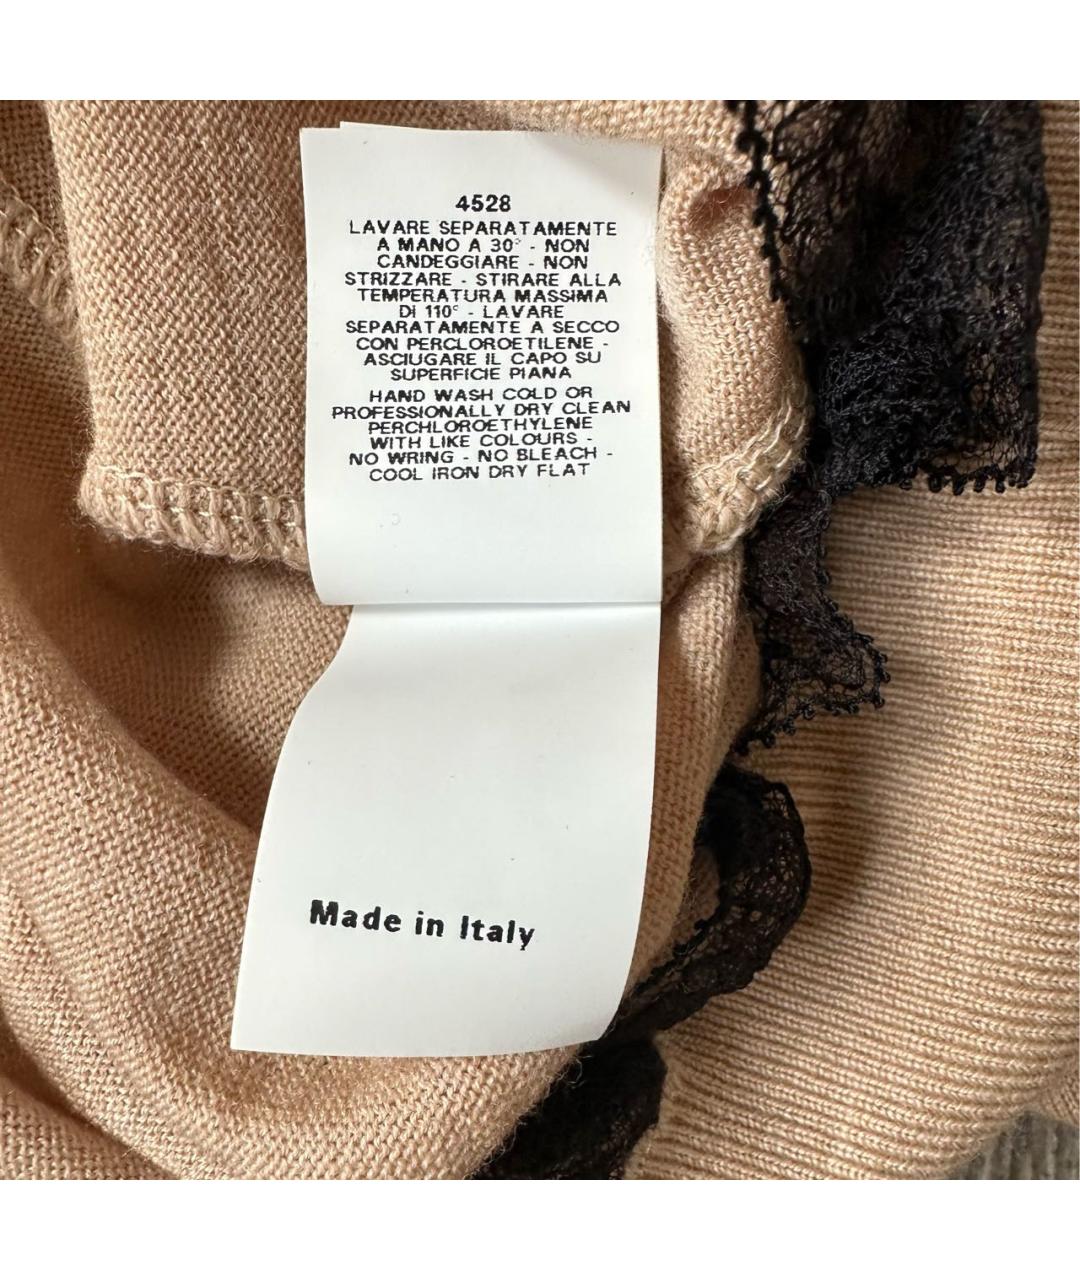 4528
LAVARE SEPARATAMENTE
A MANO A 30° - NON
CANDEGGIARE - NON
STRIZZARE - STIRARE ALLA
TEMPERATURA MASSIMA
DI 110° - LAVARE
SEPARATAMENTE A SECCO
CON PERCLOROETILENE -
ASCIUGARE IL CAPO SU
SUPERFICIE PIANA
HAND WASH COLD OR
PROFESSIONALLY DRY CLEAN
PERCHLOROETHYLENE
WITH LIKE COLOURS -
NO WRING - NO BLEACH -
COOL IRON DRY FLAT
Made in Italy